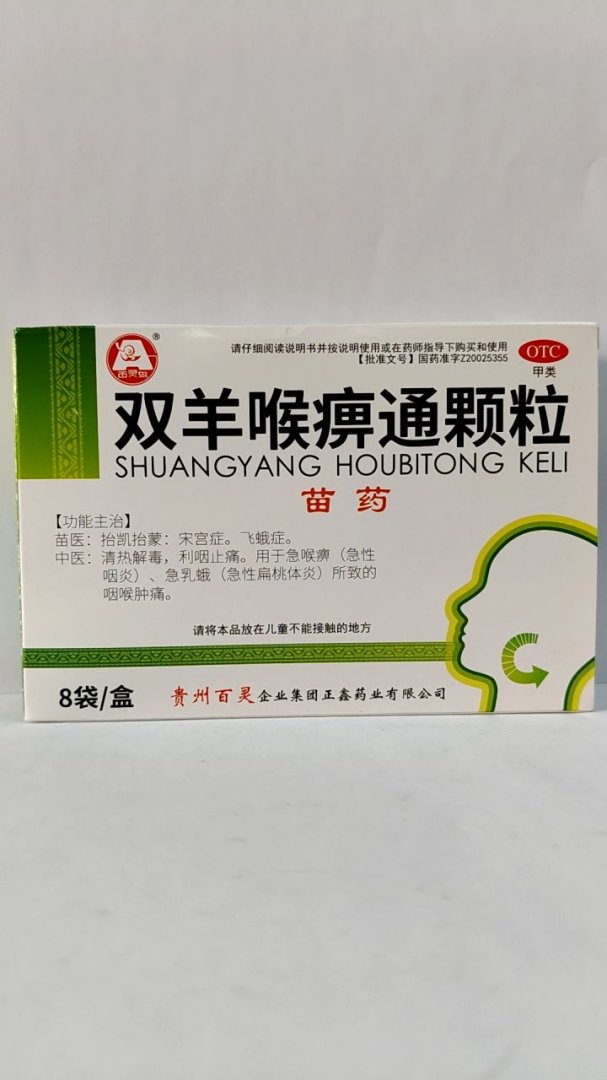 请仔细阅读说明书并按说明使用或在药师指导下购买和使用
【批准文号】国药准字Z20025355
OTC
甲类
百灵鸟
®
双羊喉痹通颗粒
SHUANGYANG HOUBITONG KELI
苗药
【功能主治】
苗医：抬凯抬蒙：宋宫症。飞蛾症。
中医：清热解毒，利咽止痛。用于急喉痹（急性
咽炎）、急乳蛾（急性扁桃体炎）所致的
咽喉肿痛。
请将本品放在儿童不能接触的地方
8袋/盒
贵州百灵企业集团正鑫药业有限公司